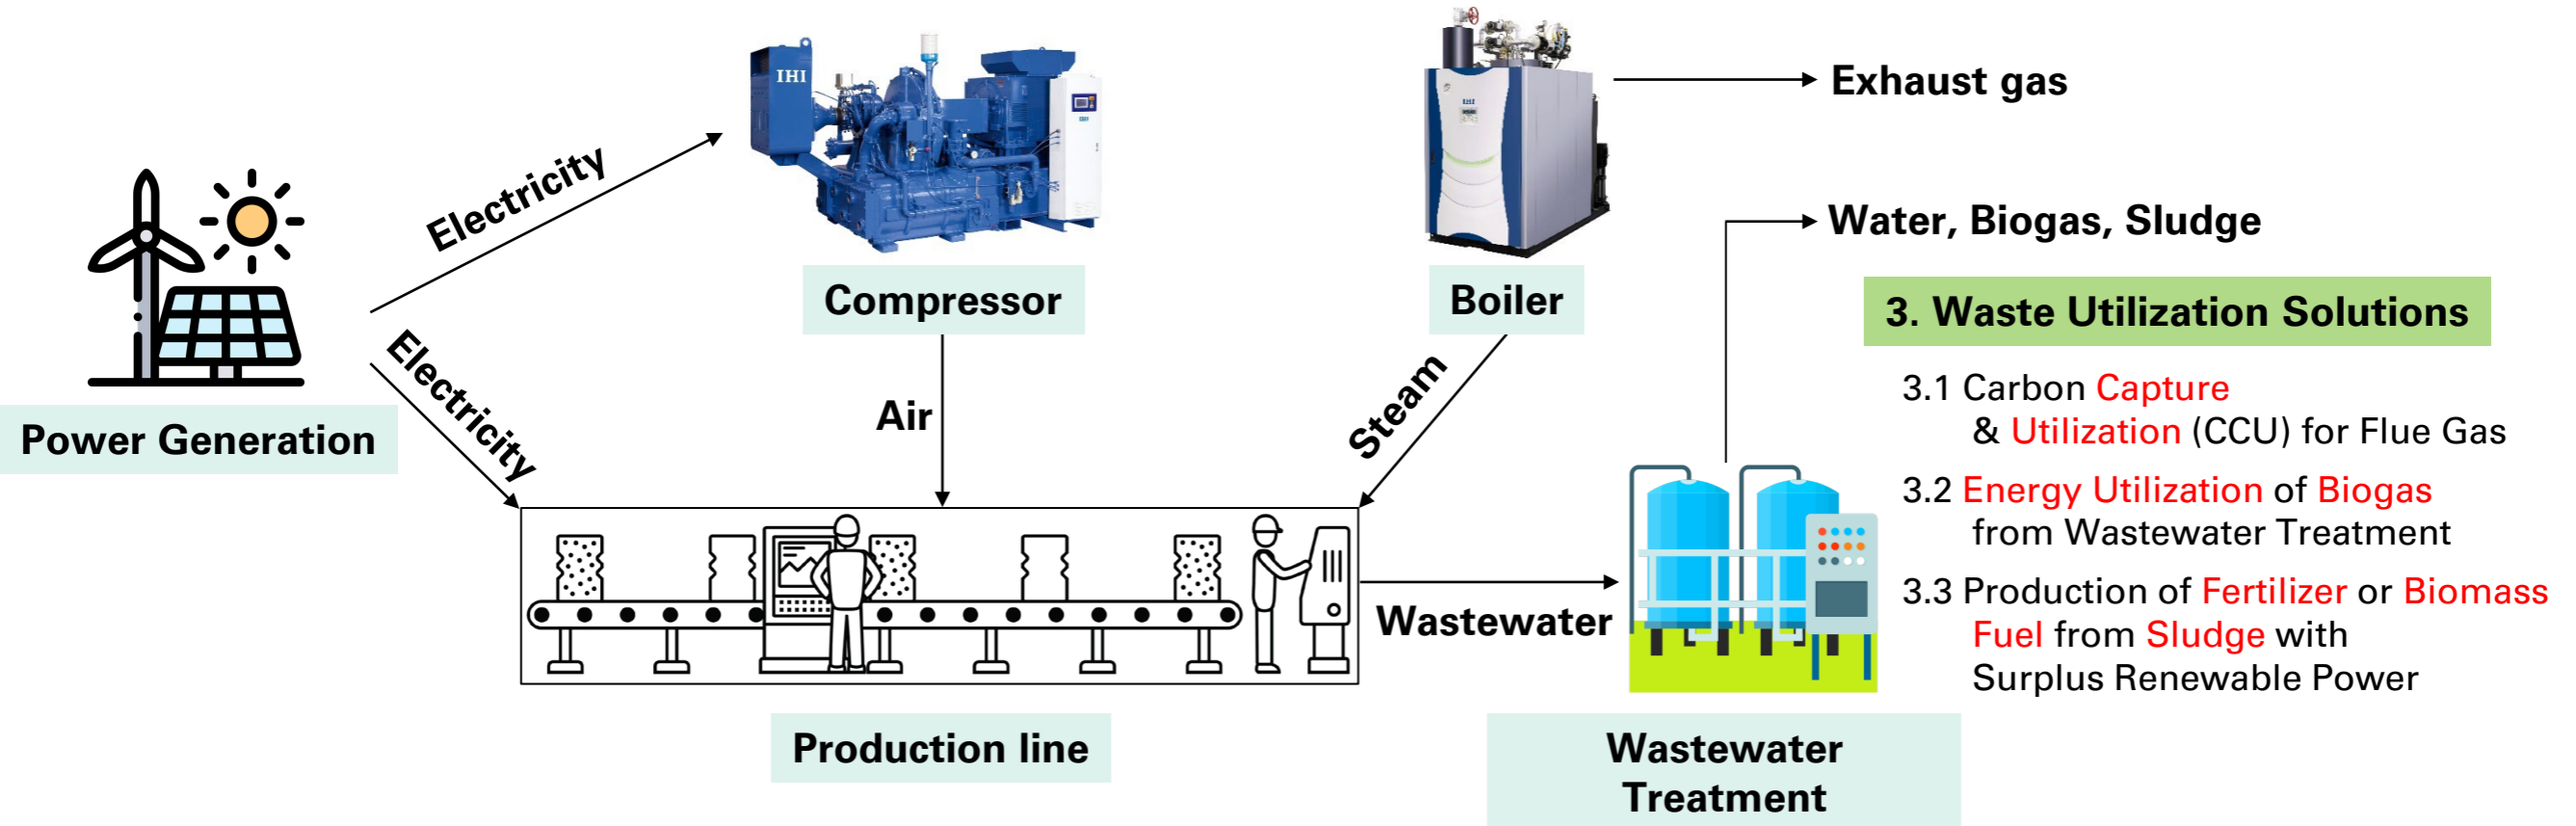 IHI
IHI
Exhaust gas
Electricity
Water, Biogas, Sludge
Compressor
Boiler
3. Waste Utilization Solutions
Electricity
Air
Steam
Power Generation
3.1 Carbon Capture
& Utilization (CCU) for Flue Gas
3.2 Energy Utilization of Biogas
from Wastewater Treatment
3.3 Production of Fertilizer or Biomass
Fuel from Sludge with
Surplus Renewable Power
Wastewater
Production line
Wastewater
Treatment